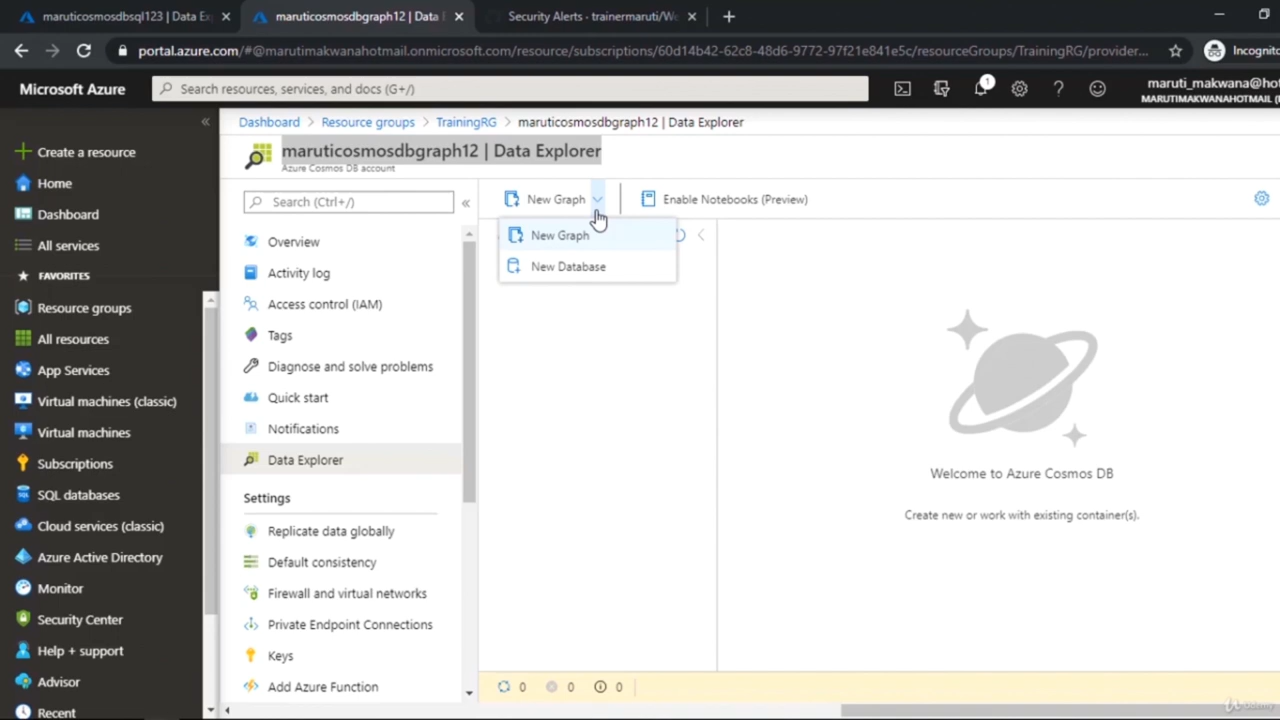 maruticosmosdbsql123 | Data Ex
maruticosmosdbgraph12 | Data
Security Alerts - trainermaruti/W
portal.azure.com/#@marutimakwanahotmail.onmicrosoft.com/resource/subscriptions/60d14b42-62c8-48d6-9772-97f21e841e5c/resourceGroups/TrainingRG/provider...
Incognito
Microsoft Azure
Search resources, services, and docs (G+/)
1
maruti_makwana@ho
MARUTIMAKWANAHOTMAIL (
Create a resource
Home
Dashboard
All services
FAVORITES
Resource groups
All resources
App Services
Virtual machines (classic)
Virtual machines
Subscriptions
SQL databases
Cloud services (classic)
Azure Active Directory
Monitor
Security Center
Help + support
Advisor
Recent
Dashboard > Resource groups > TrainingRG > maruticosmosdbgraph12 | Data Explorer
maruticosmosdbgraph12 | Data Explorer
Azure Cosmos DB account
Search (Ctrl+/)
Overview
Activity log
Access control (IAM)
Tags
Diagnose and solve problems
Quick start
Notifications
Data Explorer
Settings
Replicate data globally
Default consistency
Firewall and virtual networks
Private Endpoint Connections
Keys
Add Azure Function
New Graph
Enable Notebooks (Preview)
New Graph
New Database
Welcome to Azure Cosmos DB
Create new or work with existing container(s).
0 0 0
Udemy